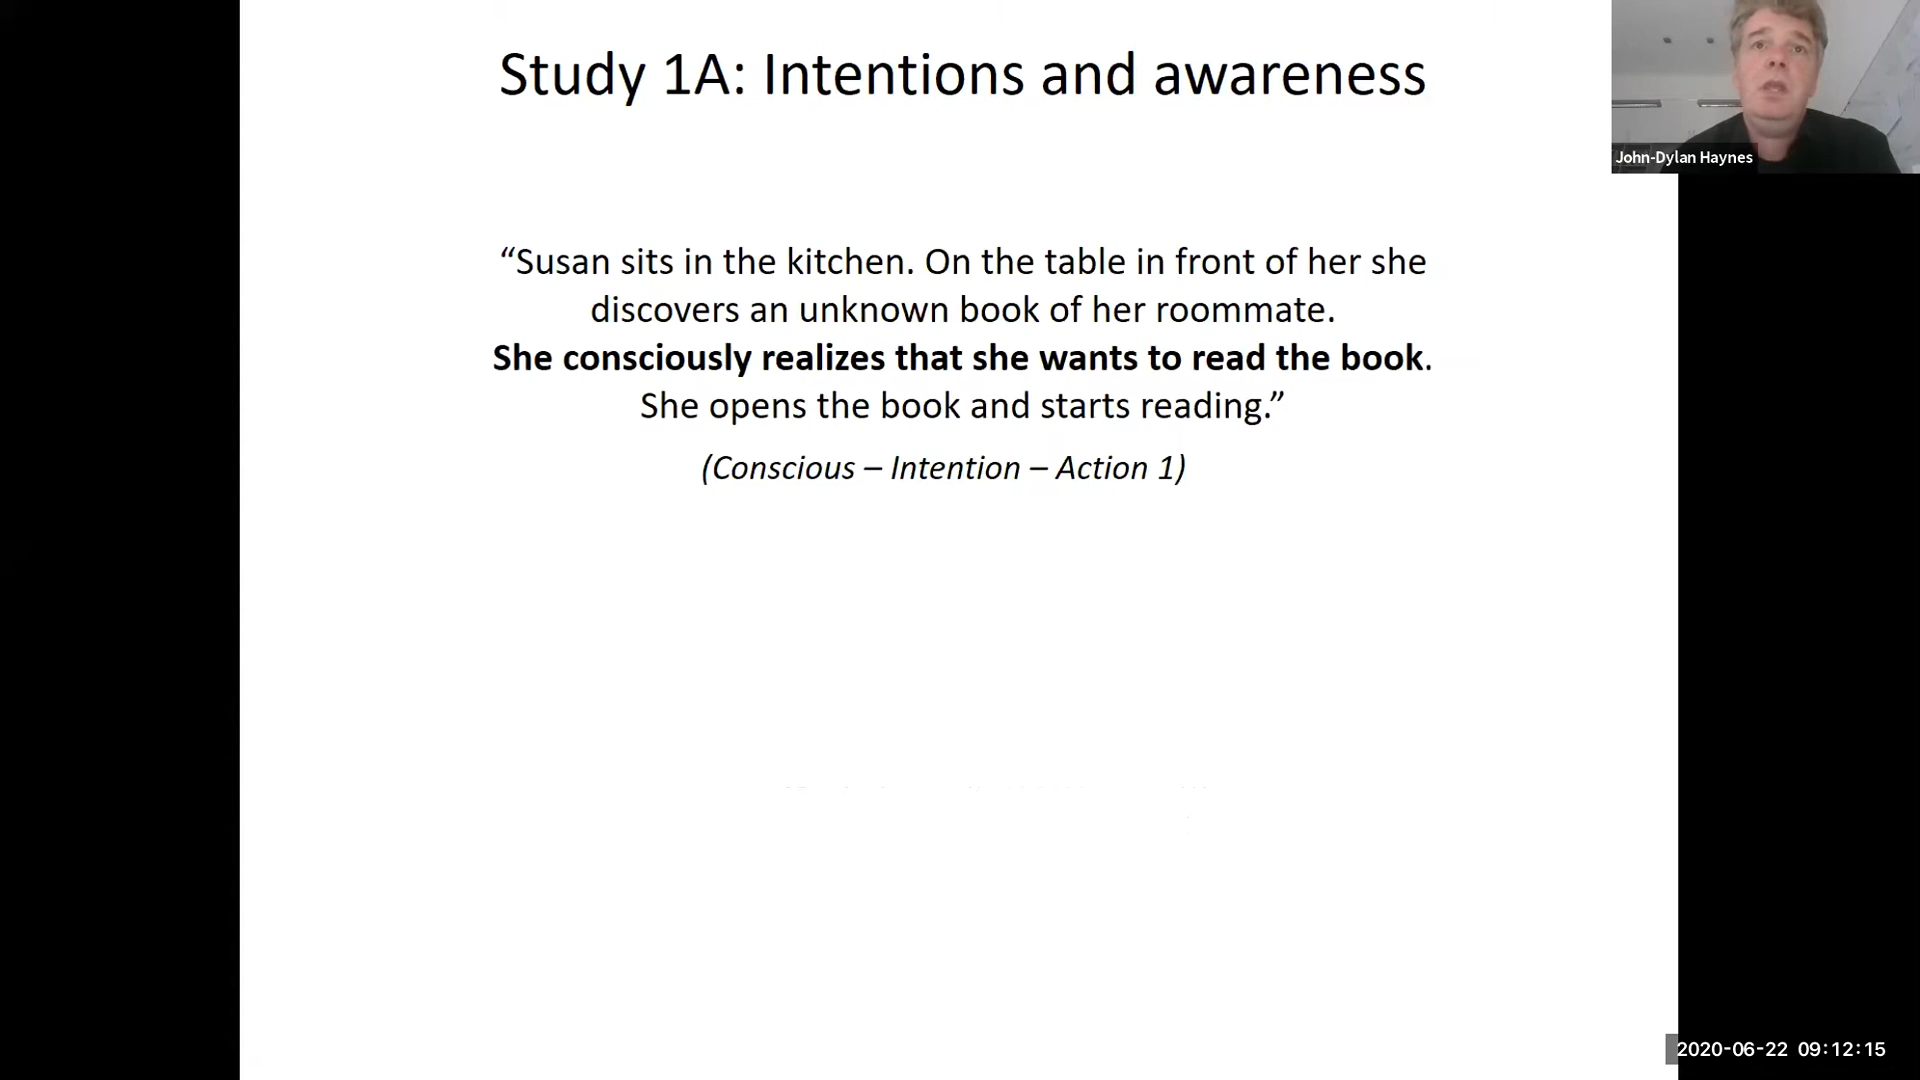 Study 1A: Intentions and awareness
John-Dylan Haynes
“Susan sits in the kitchen. On the table in front of her she
discovers an unknown book of her roommate.
She consciously realizes that she wants to read the book.
She opens the book and starts reading.”
(Conscious – Intention – Action 1)
2020-06-22 09:12:15